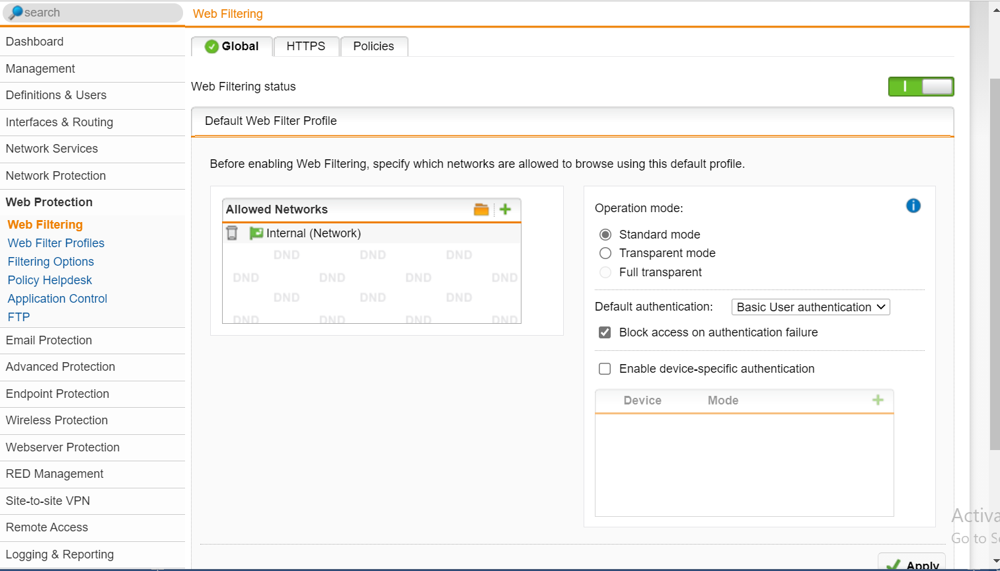 search
Web Filtering
Dashboard
Management
Definitions & Users
Interfaces & Routing
Network Services
Network Protection
Web Protection
Web Filtering
Web Filter Profiles
Filtering Options
Policy Helpdesk
Application Control
FTP
Email Protection
Advanced Protection
Endpoint Protection
Wireless Protection
Webserver Protection
RED Management
Site-to-site VPN
Remote Access
Logging & Reporting
Global HTTPS Policies
Web Filtering status
Default Web Filter Profile
Before enabling Web Filtering, specify which networks are allowed to browse using this default profile.
Allowed Networks
Internal (Network)
DND DND DND
DND DND DND DND
DND DND DND
DND DND DND DND
Operation mode:
Standard mode
Transparent mode
Full transparent
Default authentication: Basic User authentication
Block access on authentication failure
Enable device-specific authentication
Device Mode
Activa
Go to S
Apply